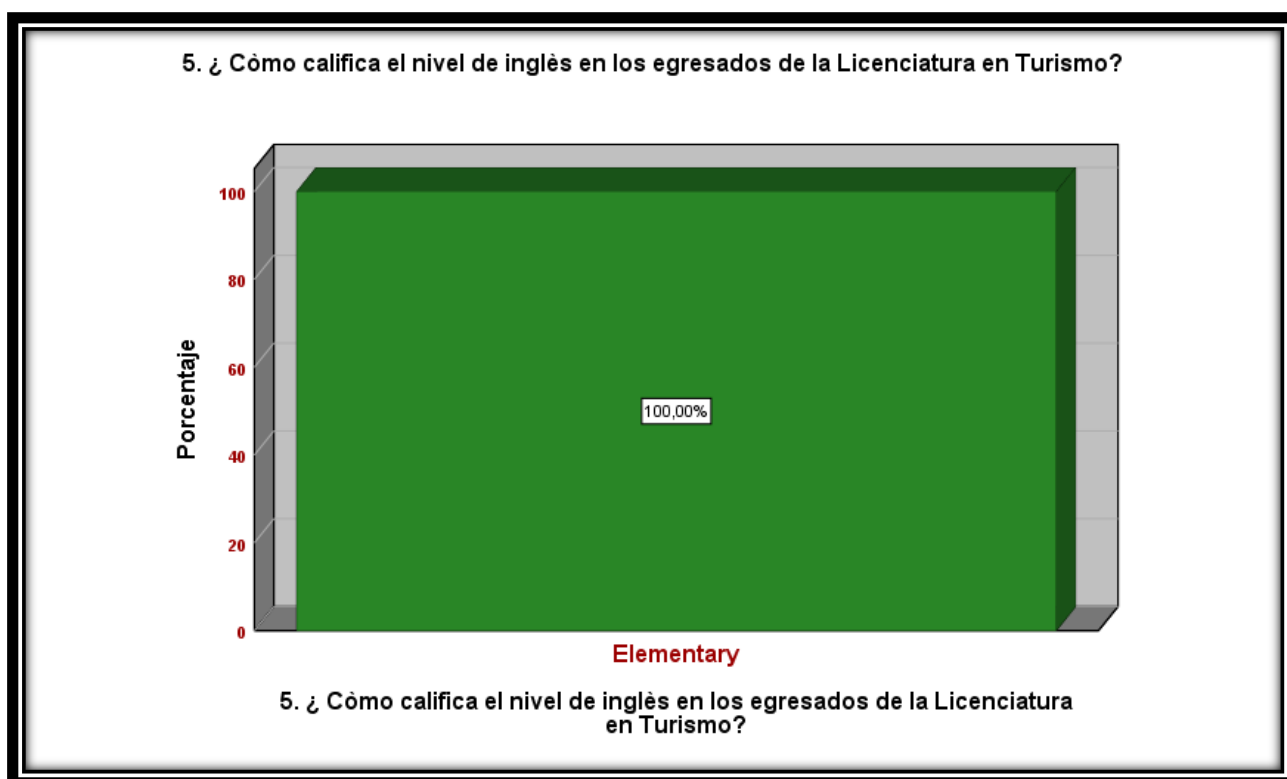 5. ¿ Còmo califica el nivel de inglès en los egresados de la Licenciatura en Turismo?
100
80
60
40
20
0
Porcentaje
100,00%
Elementary
5. ¿ Còmo califica el nivel de inglès en los egresados de la Licenciatura
en Turismo?